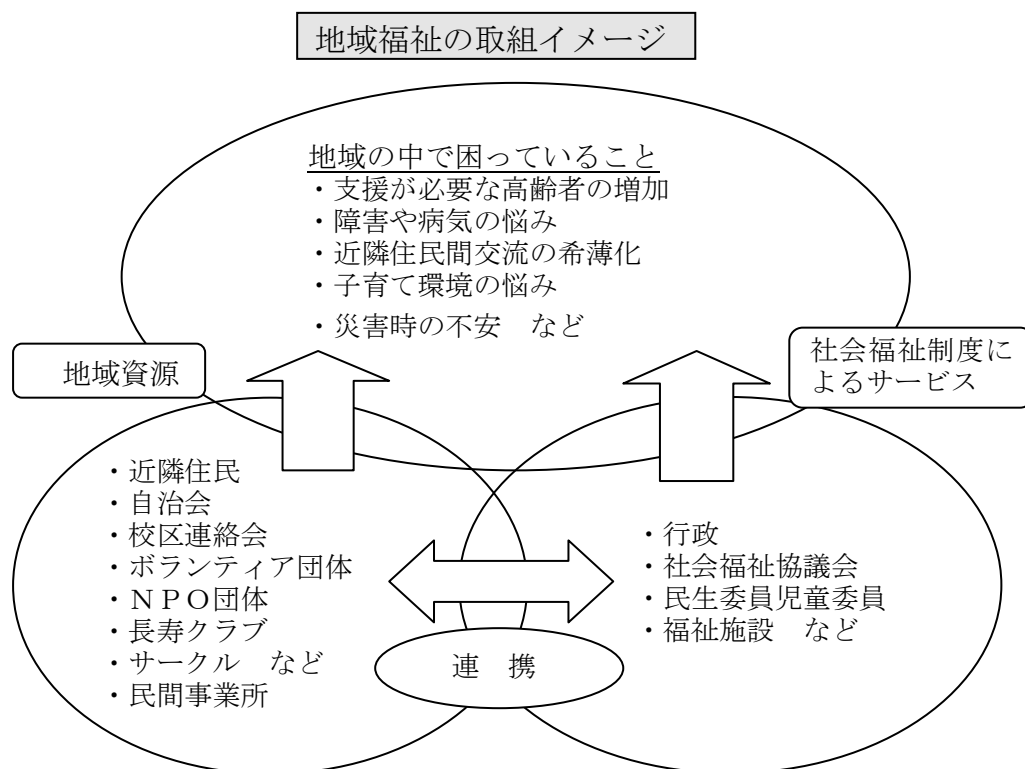 地域福祉の取組イメージ
地域の中で困っていること
・支援が必要な高齢者の増加
・障害や病気の悩み
・近隣住民間交流の希薄化
・子育て環境の悩み
・災害時の不安　など
地域資源
社会福祉制度に
よるサービス
・近隣住民
・自治会
・校区連絡会
・ボランティア団体
・ＮＰＯ団体
・長寿クラブ
・サークル　など
・民間事業所
・行政
・社会福祉協議会
・民生委員児童委員
・福祉施設　など
連　携